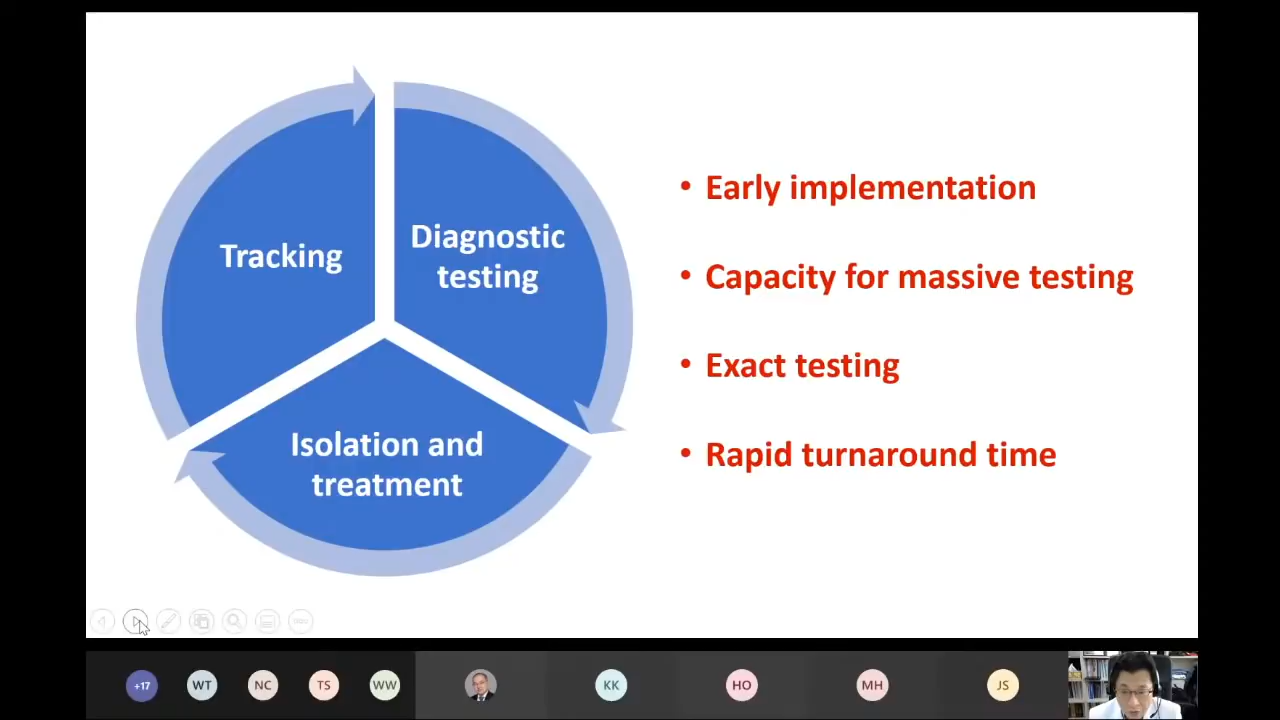 Tracking
Diagnostic
testing
Isolation and
treatment
• Early implementation
• Capacity for massive testing
• Exact testing
• Rapid turnaround time
+17
WT
NC
TS
WW
KK
HO
MH
JS